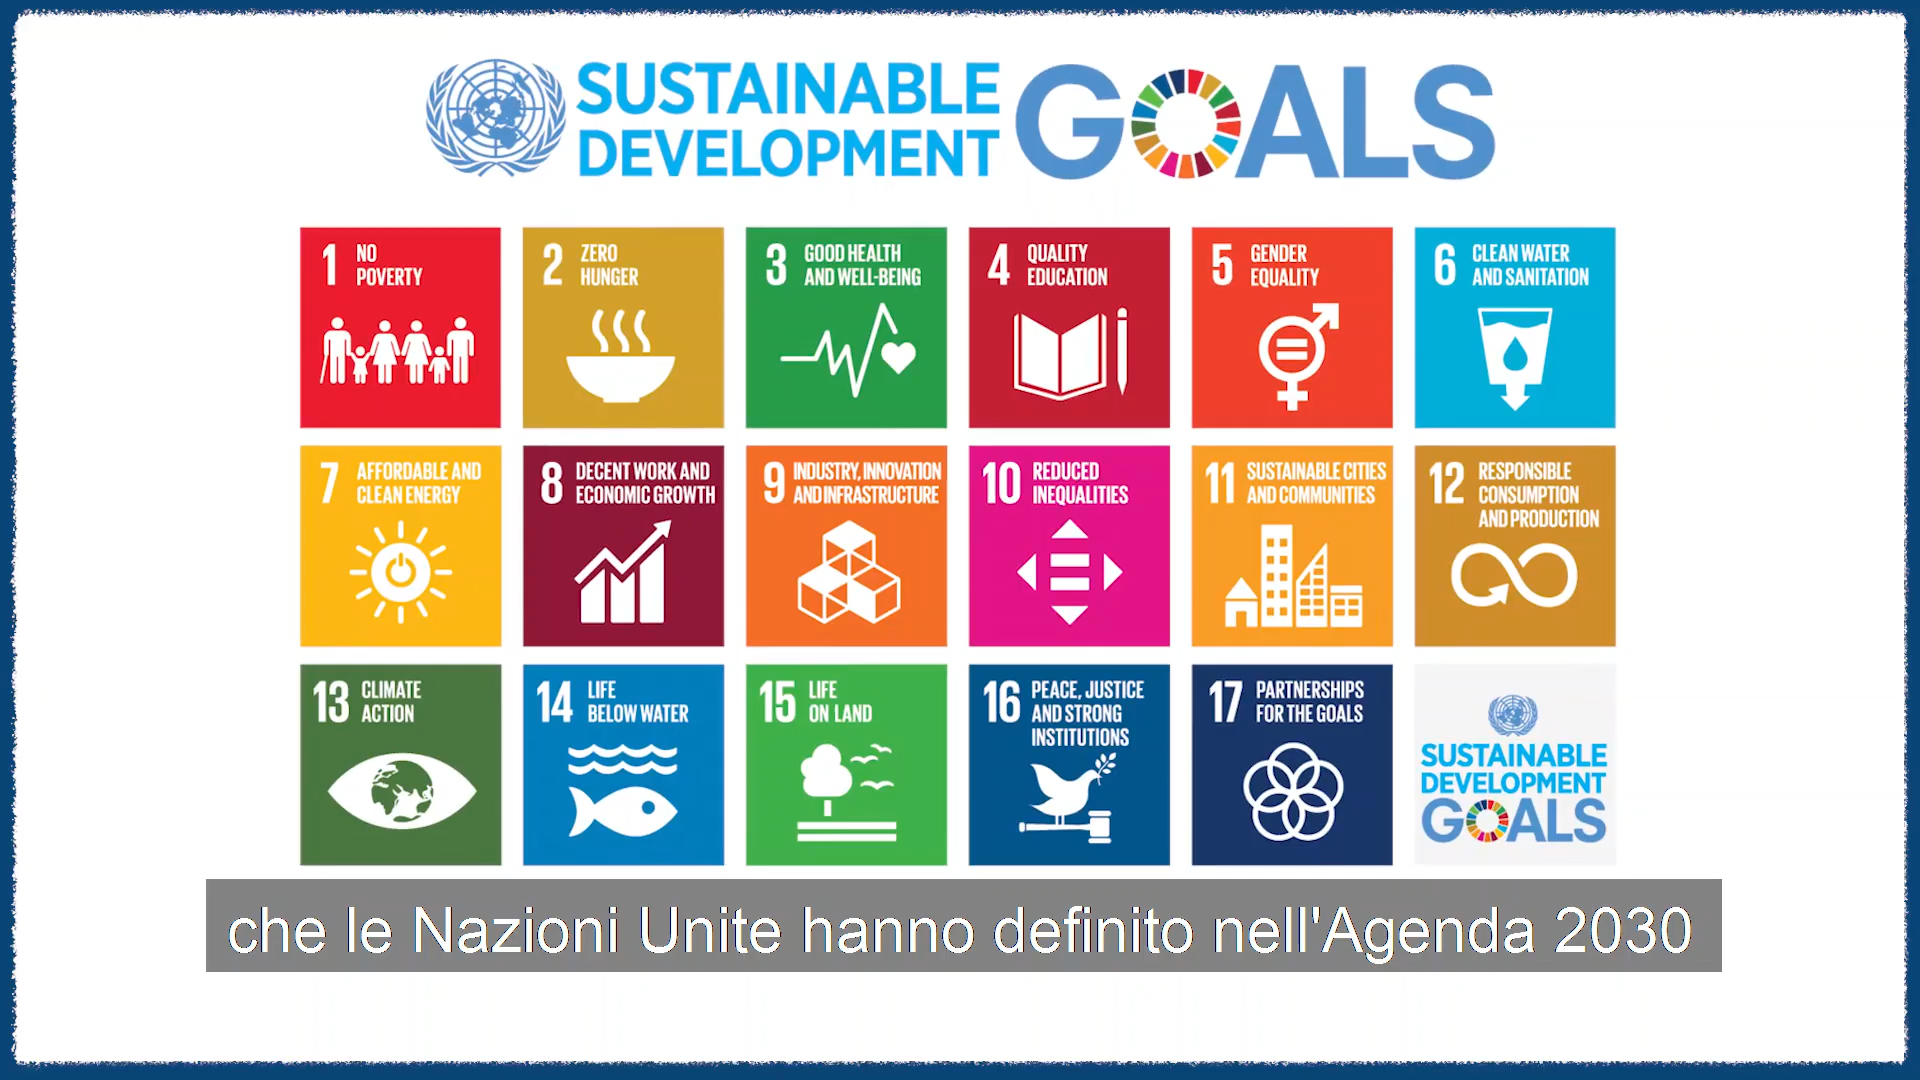 SUSTAINABLE
DEVELOPMENT
GOALS
1 NO
POVERTY
2 ZERO
HUNGER
3 GOOD HEALTH
AND WELL-BEING
4 QUALITY
EDUCATION
5 GENDER
EQUALITY
6 CLEAN WATER
AND SANITATION
7 AFFORDABLE AND
CLEAN ENERGY
8 DECENT WORK AND
ECONOMIC GROWTH
9 INDUSTRY, INNOVATION
AND INFRASTRUCTURE
10 REDUCED
INEQUALITIES
11 SUSTAINABLE CITIES
AND COMMUNITIES
12 RESPONSIBLE
CONSUMPTION
AND PRODUCTION
13 CLIMATE
ACTION
14 LIFE
BELOW WATER
15 LIFE
ON LAND
16 PEACE, JUSTICE
AND STRONG
INSTITUTIONS
17 PARTNERSHIPS
FOR THE GOALS
SUSTAINABLE
DEVELOPMENT
GOALS
che le Nazioni Unite hanno definito nell'Agenda 2030